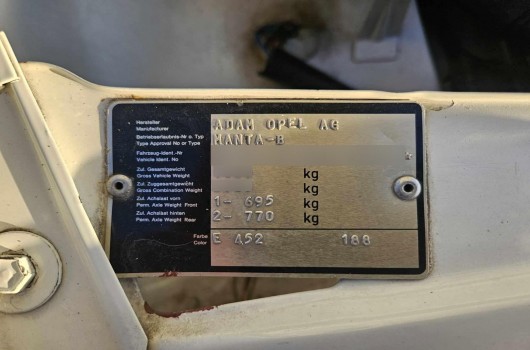 Hersteller
Manufacturer
ADAM OPEL AG
Betriebserlaubnis-Nr o. Typ
Type Approval No or Type
MANTA-B
Fahrzeug-Ident.-Nr
Vehicle Ident. No
Zul. Gesamtgewicht
Gross Vehicle Weight
kg
Zul. Zuggesamtgewicht
Gross Combination Weight
kg
Zul. Achslast vorn
Perm. Axle Weight Front
1- 695 kg
Zul. Achslast hinten
Perm. Axle Weight Rear
2- 770 kg
Farbe
Color
E 452 188